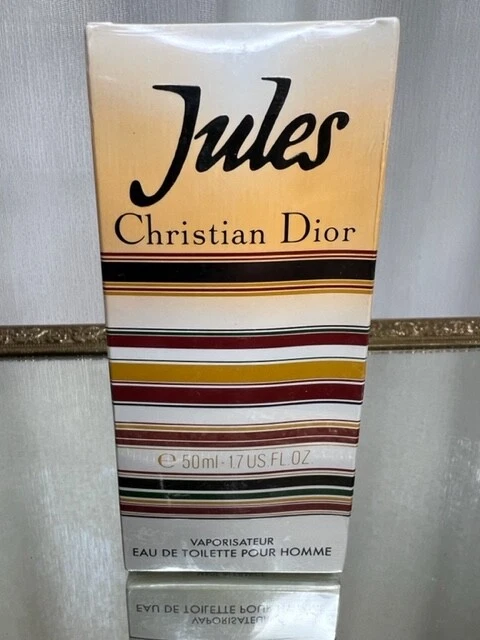 Jules
Christian Dior
e 50ml-1.7 US.FL.OZ.
VAPORISATEUR
EAU DE TOILETTE POUR HOMME